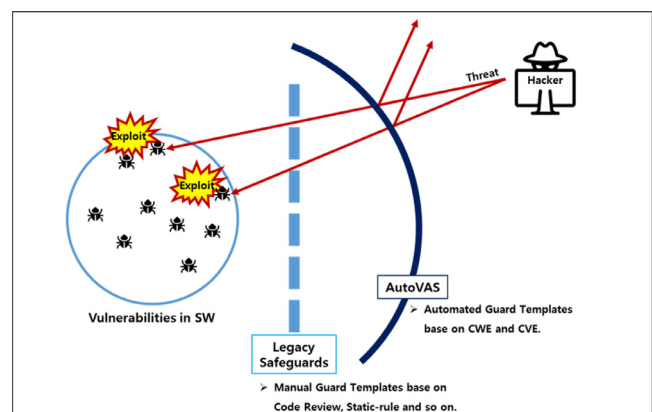 Threat
Hacker
Exploit
Exploit
AutoVAS
➢ Automated Guard Templates
base on CWE and CVE.
Vulnerabilities in SW
Legacy
Safeguards
➢ Manual Guard Templates base on
Code Review, Static-rule and so on.